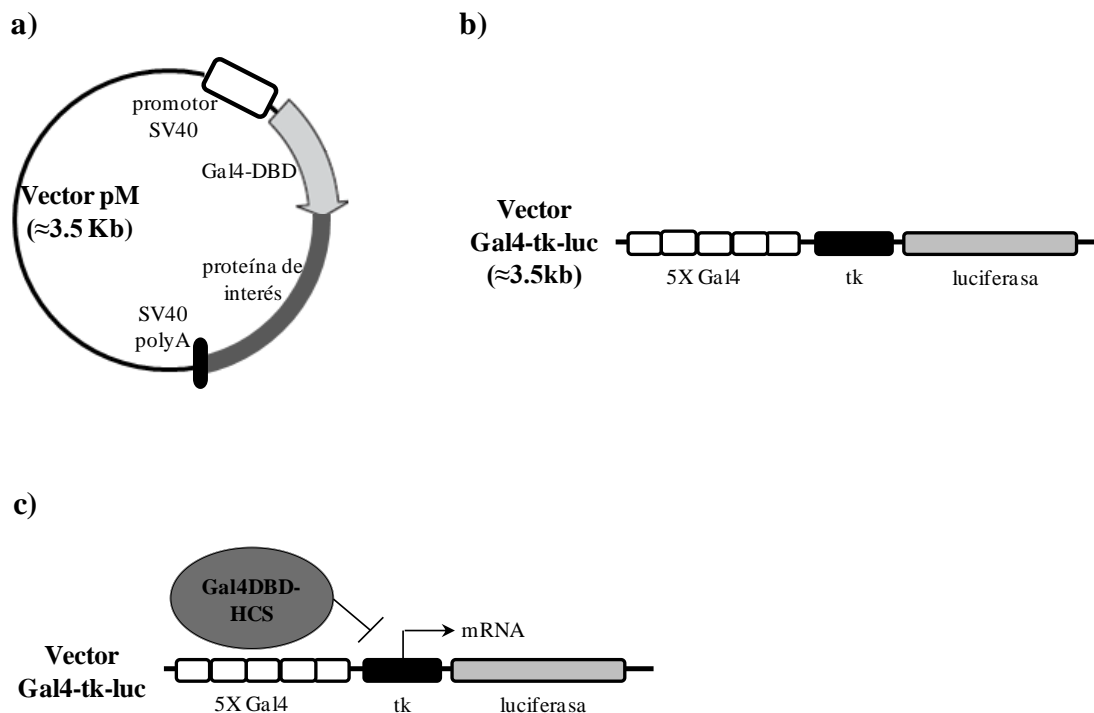 a)
promotor
SV40
Gal4-DBD
Vector pM
(≈3.5 Kb)
proteína de
interés
SV40
polyA
b)
Vector
Gal4-tk-luc
(≈3.5kb)
5X Gal4
tk
luciferasa
c)
Gal4DBD-
HCS
mRNA
Vector
Gal4-tk-luc
5X Gal4
tk
luciferasa